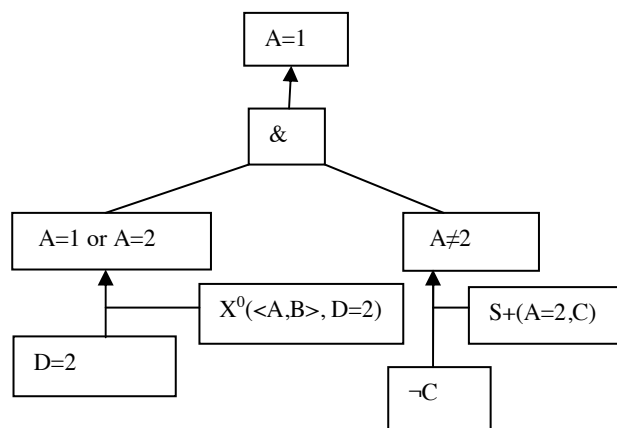 A=1
&
A=1 or A=2
A≠2
X⁰(<A,B>, D=2)
S+(A=2,C)
D=2
¬C